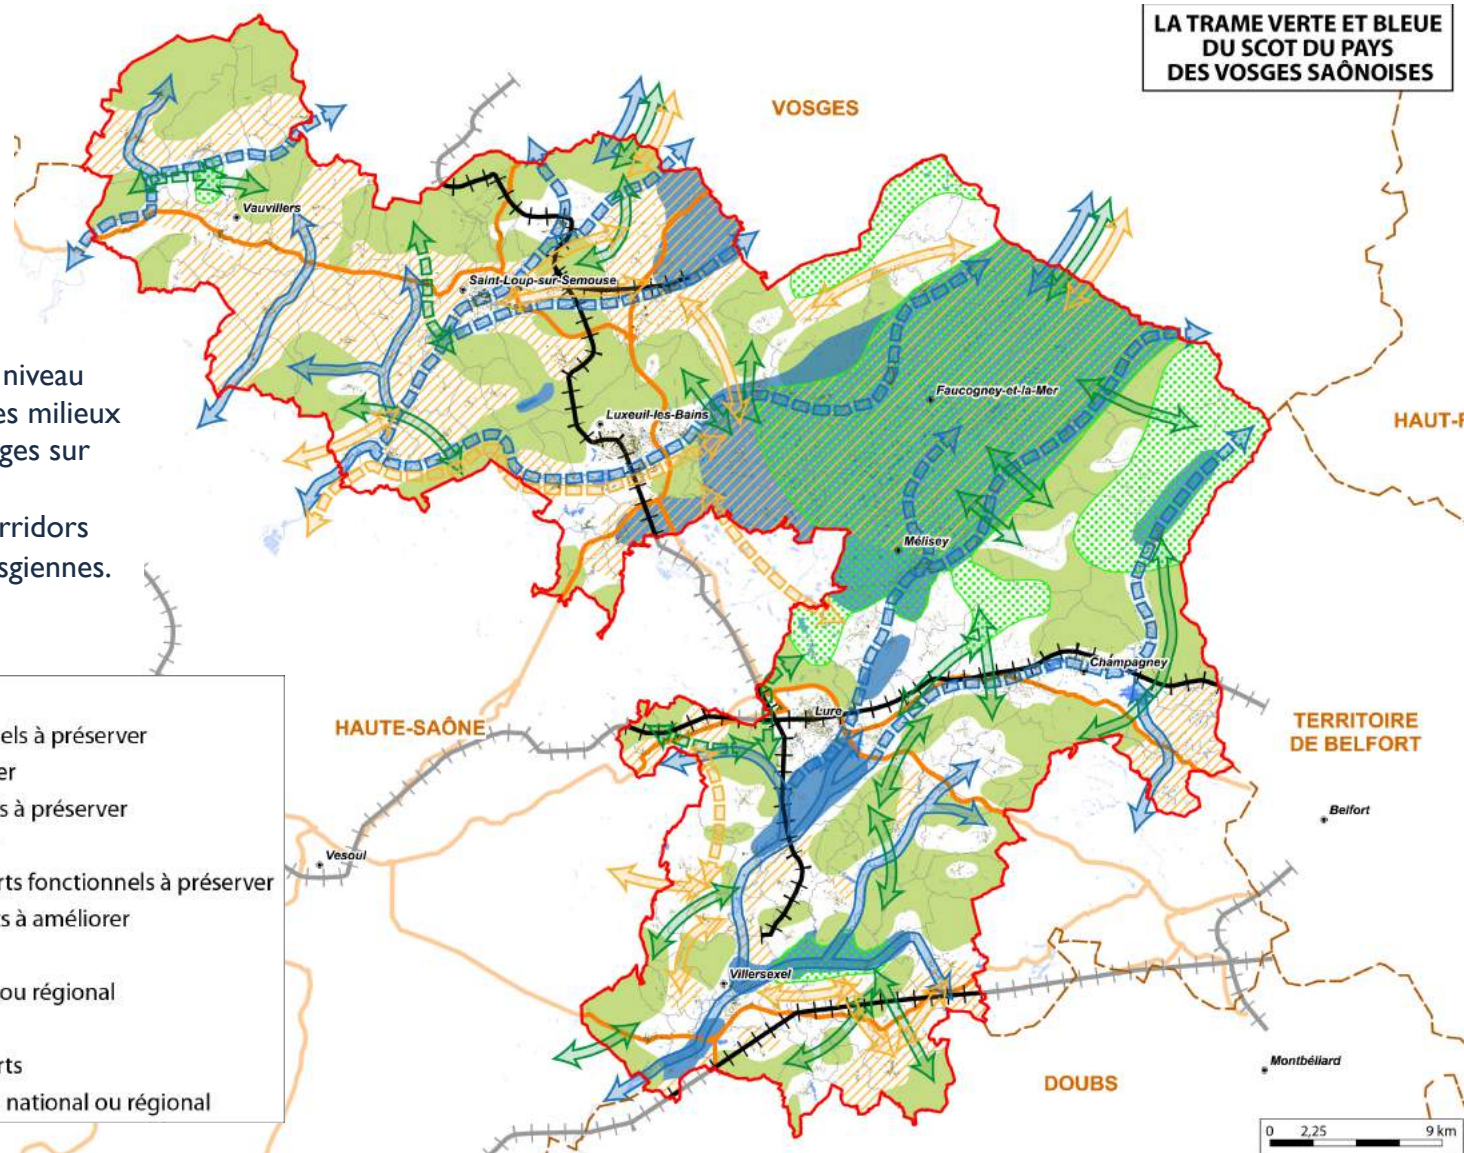 LA TRAME VERTE ET BLEUE
DU SCOT DU PAYS
DES VOSGES SAÔNOISES
VOSGES
Vauvillers
Saint-Loup-sur-Semouse
niveau
es milieux
ges sur
rridors
sgiennes.
Luxeuil-les-Bains
Faucogney-et-la-Mer
HAUT-R
Mélisey
Champagney
Lure
HAUTE-SAÔNE
TERRITOIRE
DE BELFORT
Belfort
Vesoul
els à préserver
er
s à préserver
rts fonctionnels à préserver
ts à améliorer
ou régional
rts
national ou régional
Villersexel
DOUBS
Montbéliard
0 2,25 9 km